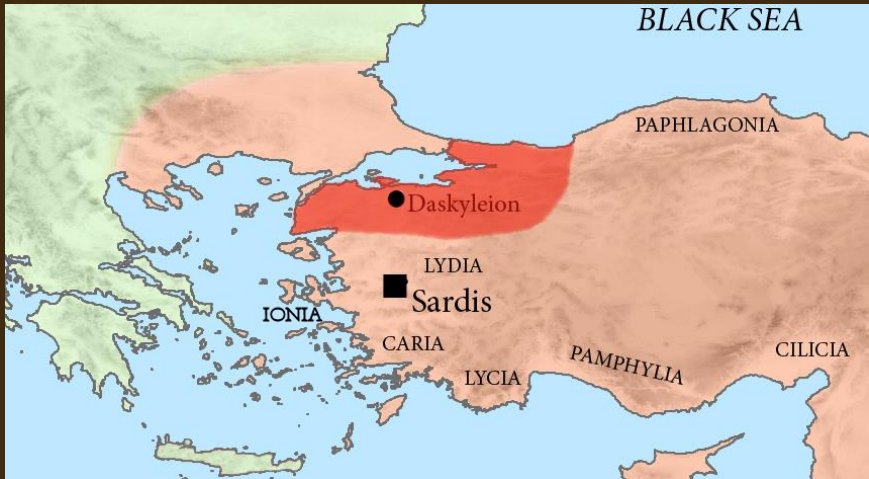 BLACK SEA
PAPHLAGONIA
Daskyleion
LYDIA
Sardis
IONIA
CARIA
PAMPHYLIA
CILICIA
LYCIA